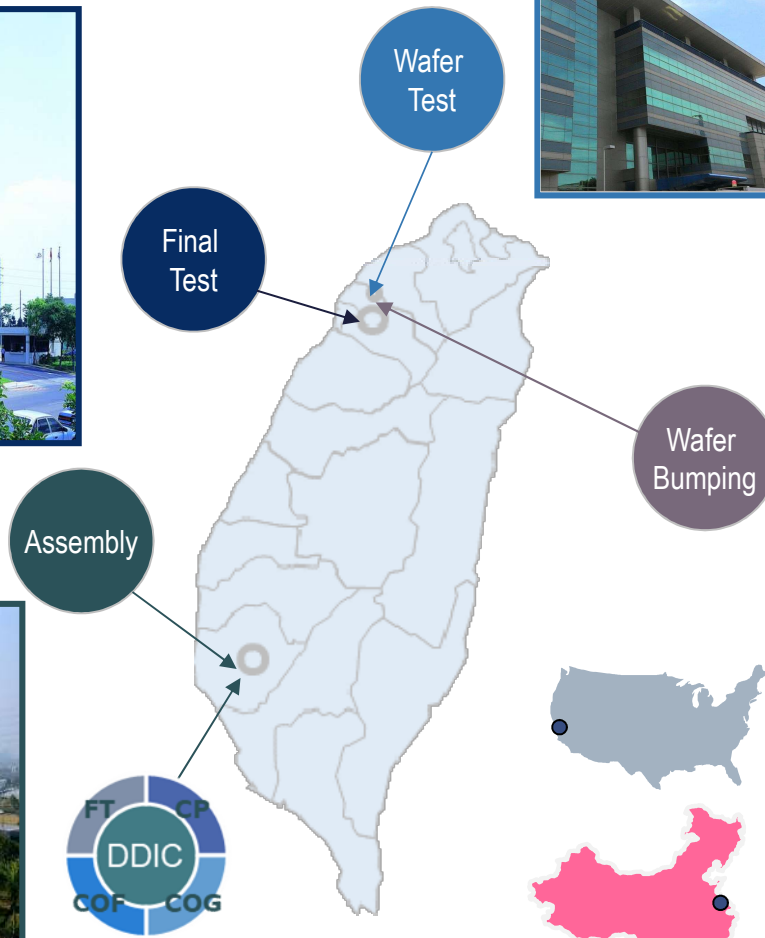 Wafer
Test
Final
Test
Wafer
Bumping
Assembly
FT
CP
DDIC
COF
COG